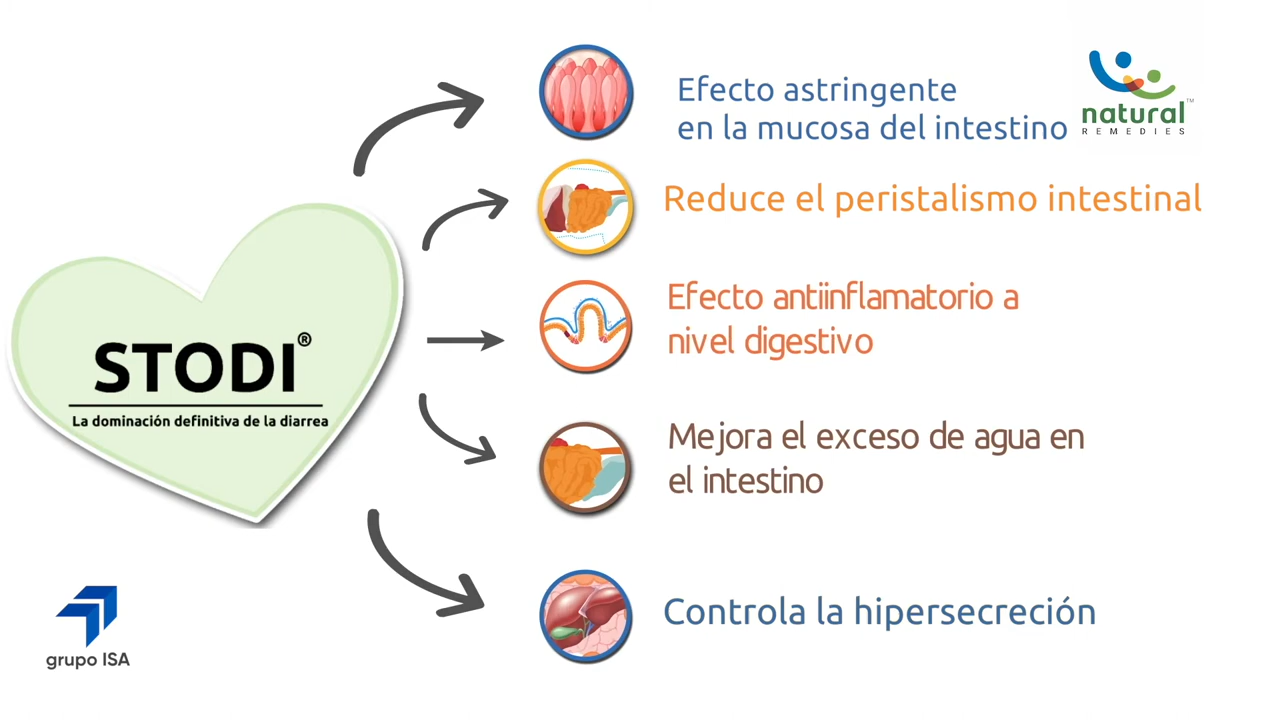 Efecto astringente
en la mucosa del intestino
natural™
REMEDIES
Reduce el peristalismo intestinal
Efecto antiinflamatorio a
nivel digestivo
STODI®
La dominación definitiva de la diarrea
Mejora el exceso de agua en
el intestino
Controla la hipersecreción
grupo ISA